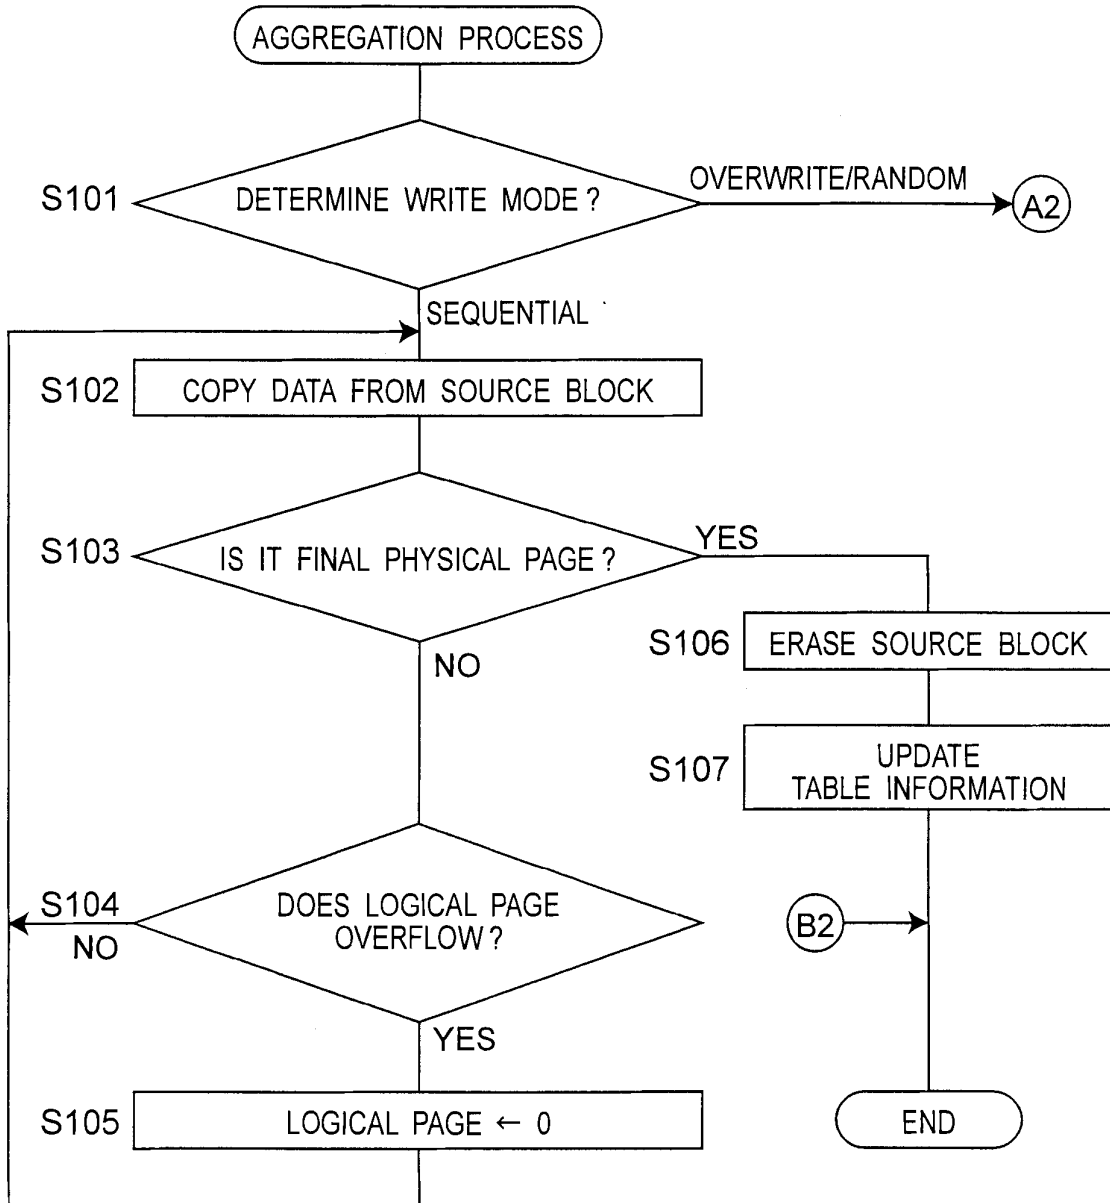 AGGREGATION PROCESS
S101
DETERMINE WRITE MODE ?
OVERWRITE/RANDOM
A2
SEQUENTIAL
S102
COPY DATA FROM SOURCE BLOCK
S103
IS IT FINAL PHYSICAL PAGE ?
YES
NO
S106
ERASE SOURCE BLOCK
S107
UPDATE
TABLE INFORMATION
S104
NO
DOES LOGICAL PAGE
OVERFLOW ?
B2
YES
S105
LOGICAL PAGE ← 0
END